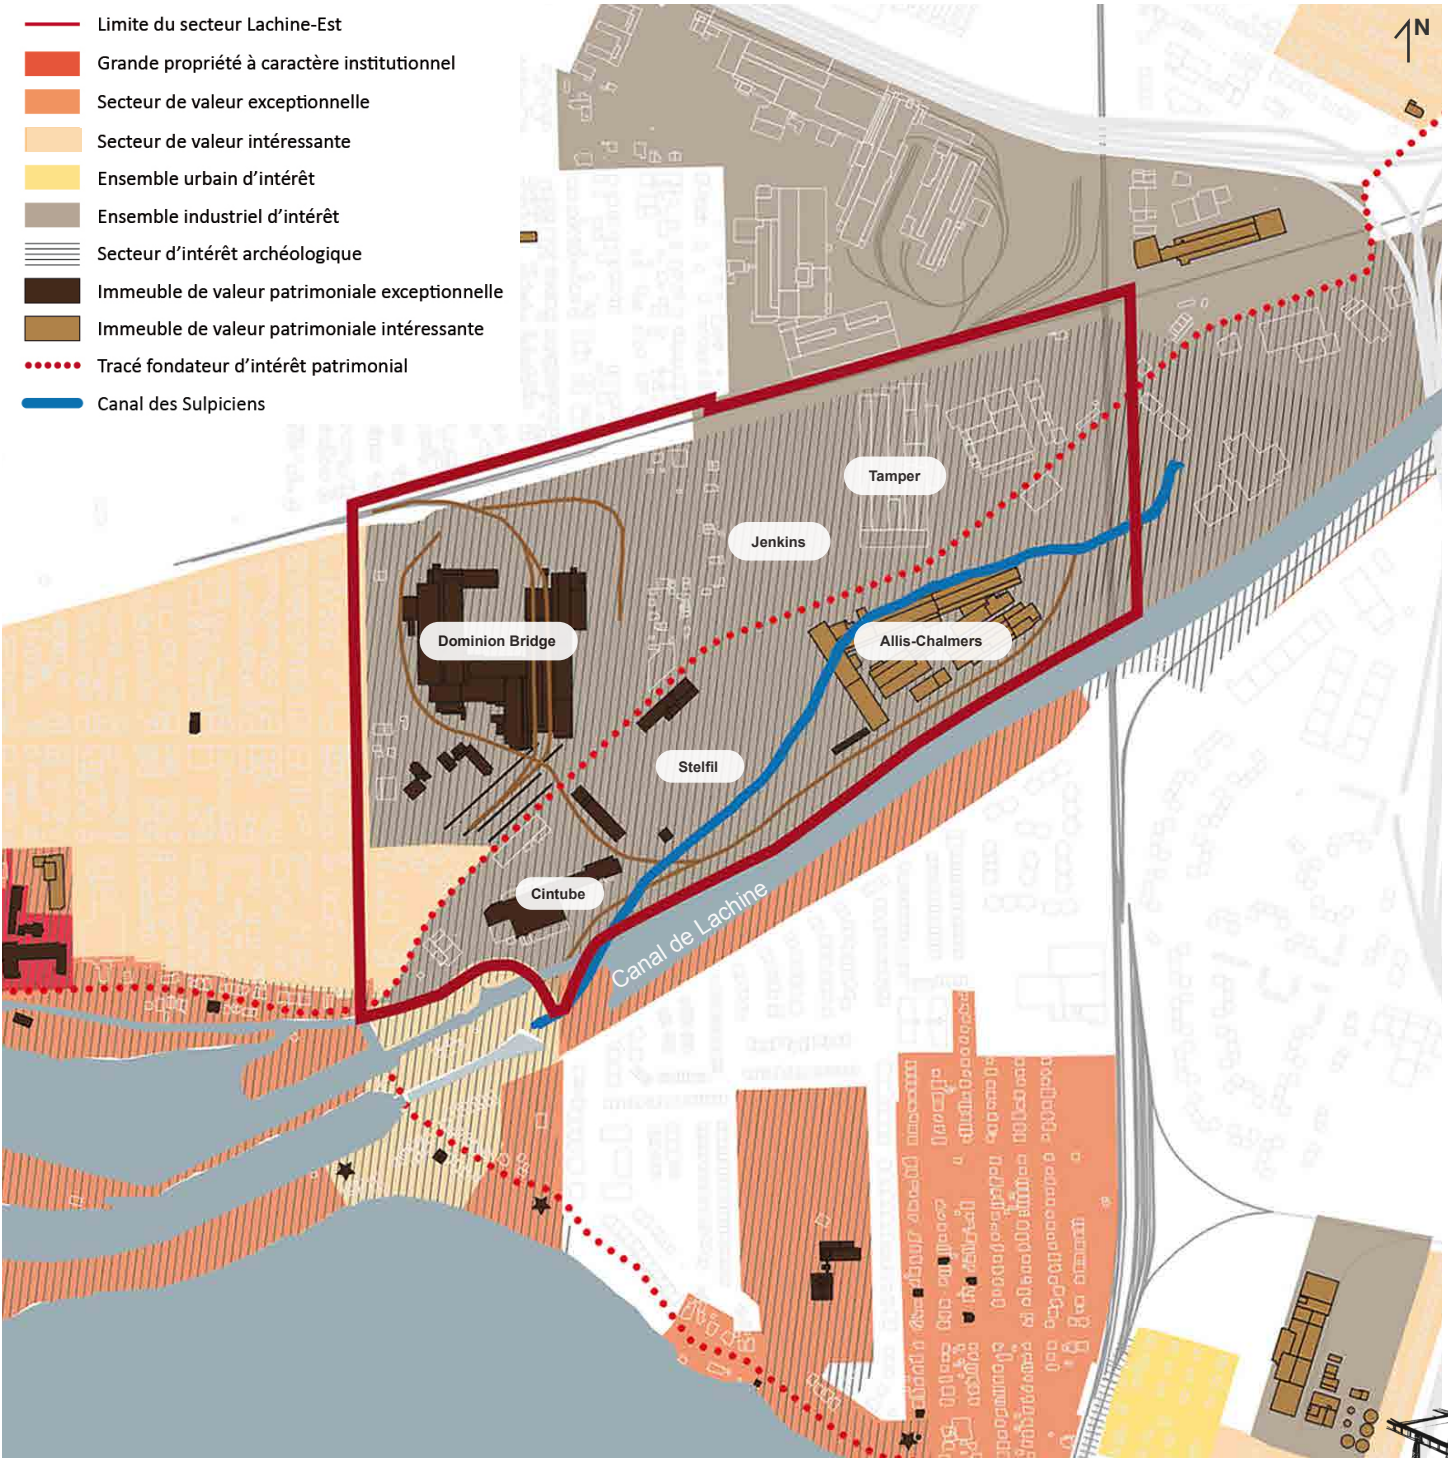 Limite du secteur Lachine-Est
Grande propriété à caractère institutionnel
Secteur de valeur exceptionnelle
Secteur de valeur intéressante
Ensemble urbain d'intérêt
Ensemble industriel d'intérêt
Secteur d'intérêt archéologique
Immeuble de valeur patrimoniale exceptionnelle
Immeuble de valeur patrimoniale intéressante
Tracé fondateur d'intérêt patrimonial
Canal des Sulpiciens
N
Tamper
Jenkins
Dominion Bridge
Allis-Chalmers
Stelfil
Cintube
Canal de Lachine